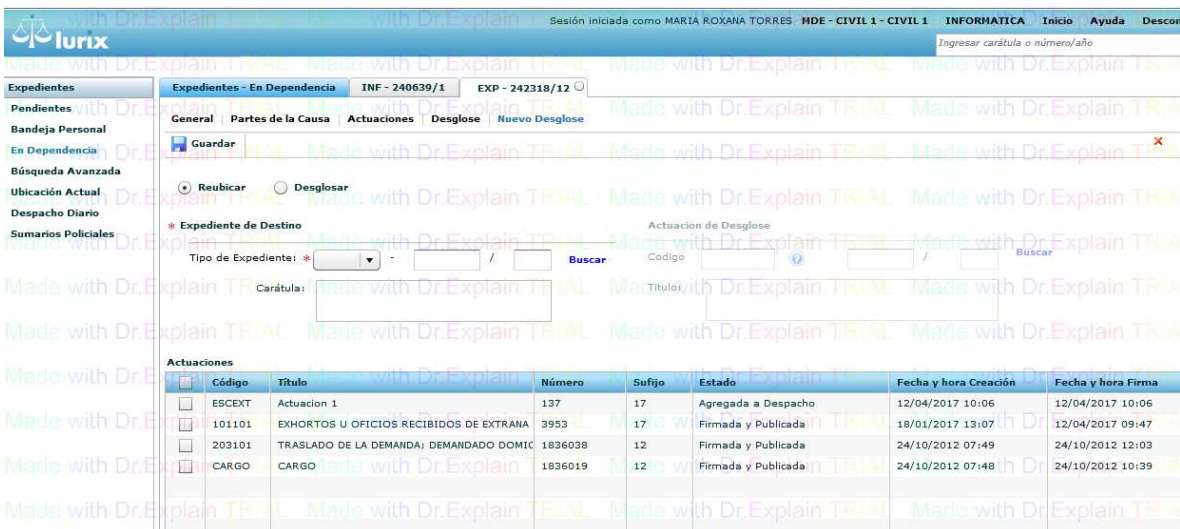 Sesión iniciada como MARIA ROXANA TORRES MDE - CIVIL 1 - CIVIL 1 INFORMATICA Inicio Ayuda Descon
Iurix
Ingresar carátula o número/año
Expedientes
Pendientes
Bandeja Personal
En Dependencia
Búsqueda Avanzada
Ubicación Actual
Despacho Diario
Sumarios Policiales
Expedientes - En Dependencia INF - 240639/1 EXP - 242318/12
General Partes de la Causa Actuaciones Desglose Nuevo Desglose
Guardar
Reubicar Desglosar
* Expediente de Destino Actuacion de Desglose
Tipo de Expediente: * - / Buscar Codigo / Buscar
Carátula: Titulo:
Actuaciones
Código Título Número Sufijo Estado Fecha y hora Creación Fecha y hora Firma
ESCEXT Actuacion 1 137 17 Agregada a Despacho 12/04/2017 10:06 12/04/2017 10:06
101101 EXHORTOS U OFICIOS RECIBIDOS DE EXTRANA 3953 17 Firmada y Publicada 18/01/2017 13:07 12/04/2017 09:47
203101 TRASLADO DE LA DEMANDA; DEMANDADO DOMIC 1836038 12 Firmada y Publicada 24/10/2012 07:49 24/10/2012 12:03
CARGO CARGO 1836019 12 Firmada y Publicada 24/10/2012 07:48 24/10/2012 10:39
Made with Dr.Explain TRIAL